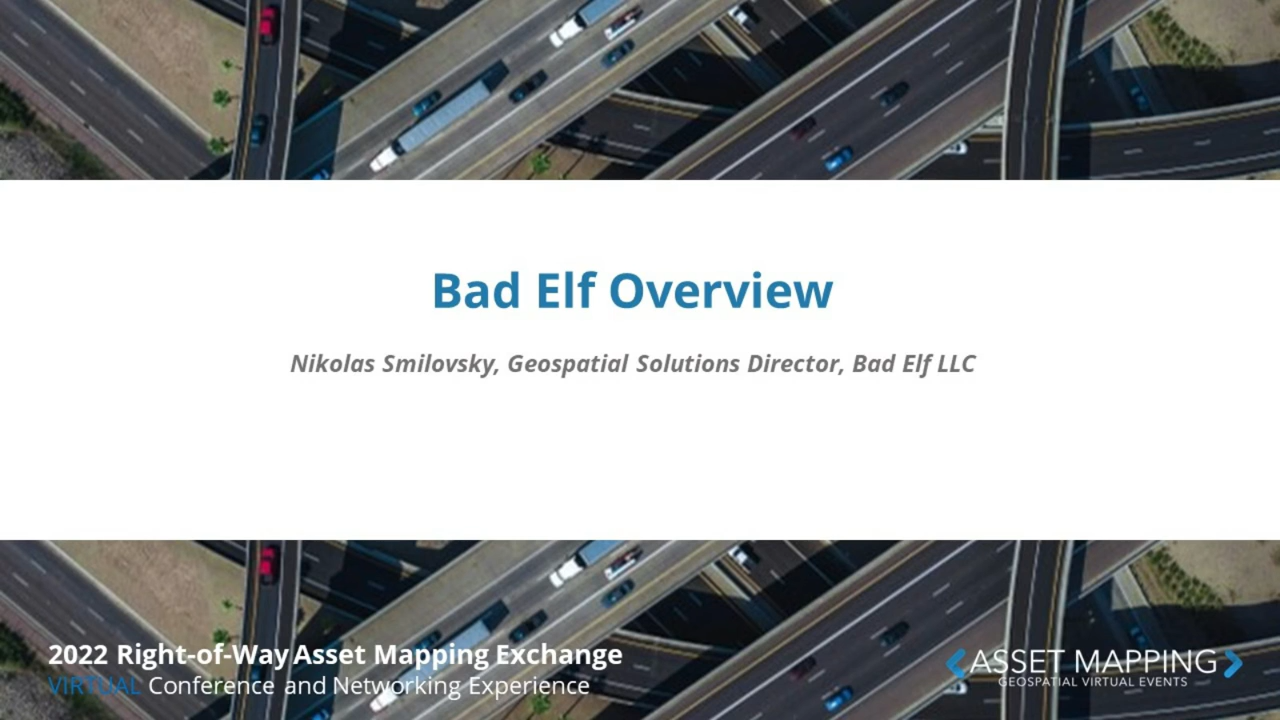 Bad Elf Overview
Nikolas Smilovsky, Geospatial Solutions Director, Bad Elf LLC
2022 Right-of-Way Asset Mapping Exchange
VIRTUAL Conference and Networking Experience
ASSET MAPPING
GEOSPATIAL VIRTUAL EVENTS